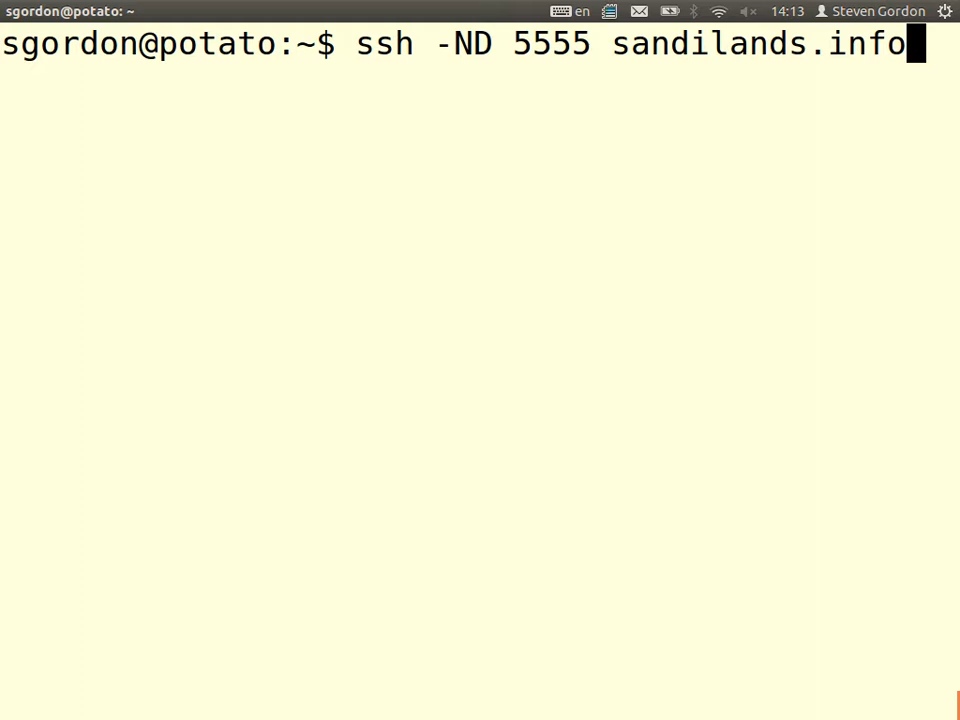 sgordon@potato: ~
en
14:13
Steven Gordon
sgordon@potato:~$ ssh -ND 5555 sandilands.info